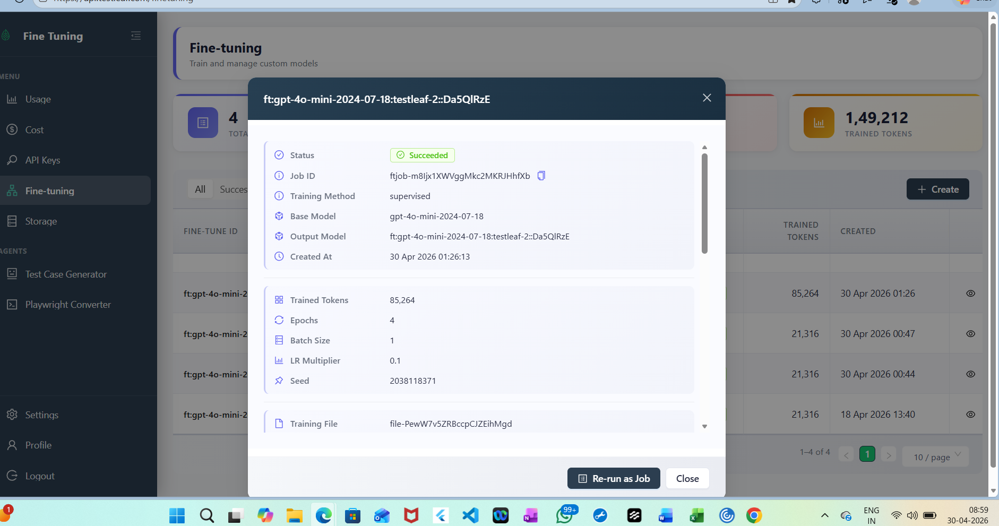 Fine Tuning
MENU
Usage
Cost
API Keys
Fine-tuning
Storage
AGENTS
Test Case Generator
Playwright Converter
Settings
Profile
Logout
Fine-tuning
Train and manage custom models
4
TOTA
1,49,212
TRAINED TOKENS
All Succes
+ Create
FINE-TUNE ID
TRAINED
TOKENS
CREATED
ft:gpt-4o-mini-2
85,264
30 Apr 2026 01:26
ft:gpt-4o-mini-2
21,316
30 Apr 2026 00:47
ft:gpt-4o-mini-2
21,316
30 Apr 2026 00:44
ft:gpt-4o-mini-2
21,316
18 Apr 2026 13:40
1–4 of 4
<
1
>
10 / page
ft:gpt-4o-mini-2024-07-18:testleaf-2::Da5QlRzE
Status Succeeded
Job ID ftjob-m8Ijx1XWVggMkc2MKRJHhfXb
Training Method supervised
Base Model gpt-4o-mini-2024-07-18
Output Model ft:gpt-4o-mini-2024-07-18:testleaf-2::Da5QlRzE
Created At 30 Apr 2026 01:26:13
Trained Tokens 85,264
Epochs 4
Batch Size 1
LR Multiplier 0.1
Seed 2038118371
Training File file-PewW7v5ZRBccpCJZEihMgd
Re-run as Job
Close
1
99+
ENG
IN
08:59
30-04-2026